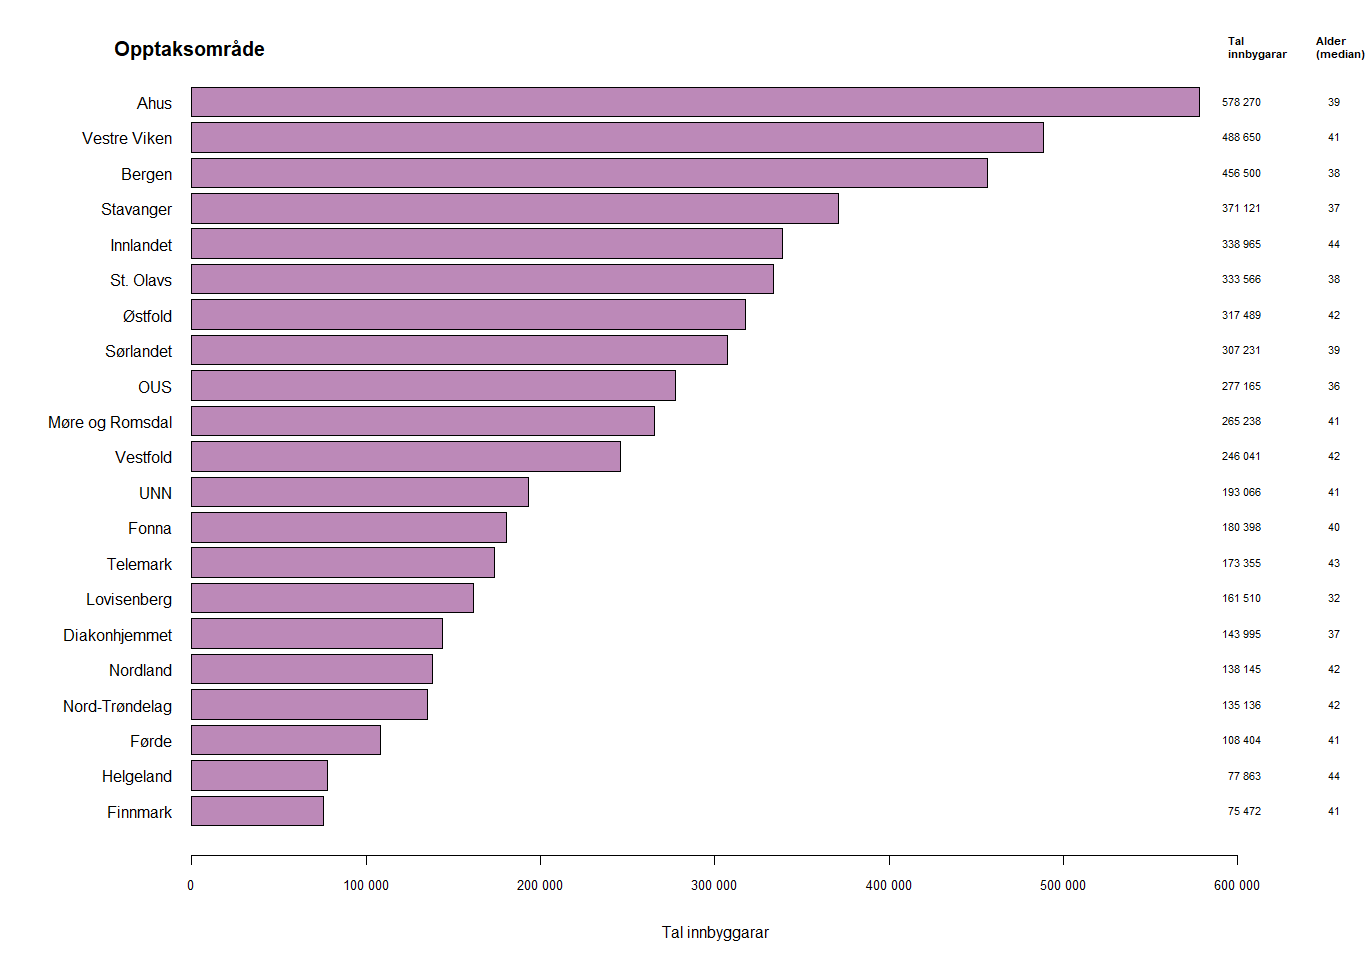 Opptaksområde
Tal
innbygarar
Alder
(median)
Ahus 578 270 39
Vestre Viken 488 650 41
Bergen 456 500 38
Stavanger 371 121 37
Innlandet 338 965 44
St. Olavs 333 566 38
Østfold 317 489 42
Sørlandet 307 231 39
OUS 277 165 36
Møre og Romsdal 265 238 41
Vestfold 246 041 42
UNN 193 066 41
Fonna 180 398 40
Telemark 173 355 43
Lovisenberg 161 510 32
Diakonhjemmet 143 995 37
Nordland 138 145 42
Nord-Trøndelag 135 136 42
Førde 108 404 41
Helgeland 77 863 44
Finnmark 75 472 41
0 100 000 200 000 300 000 400 000 500 000 600 000
Tal innbyggarar